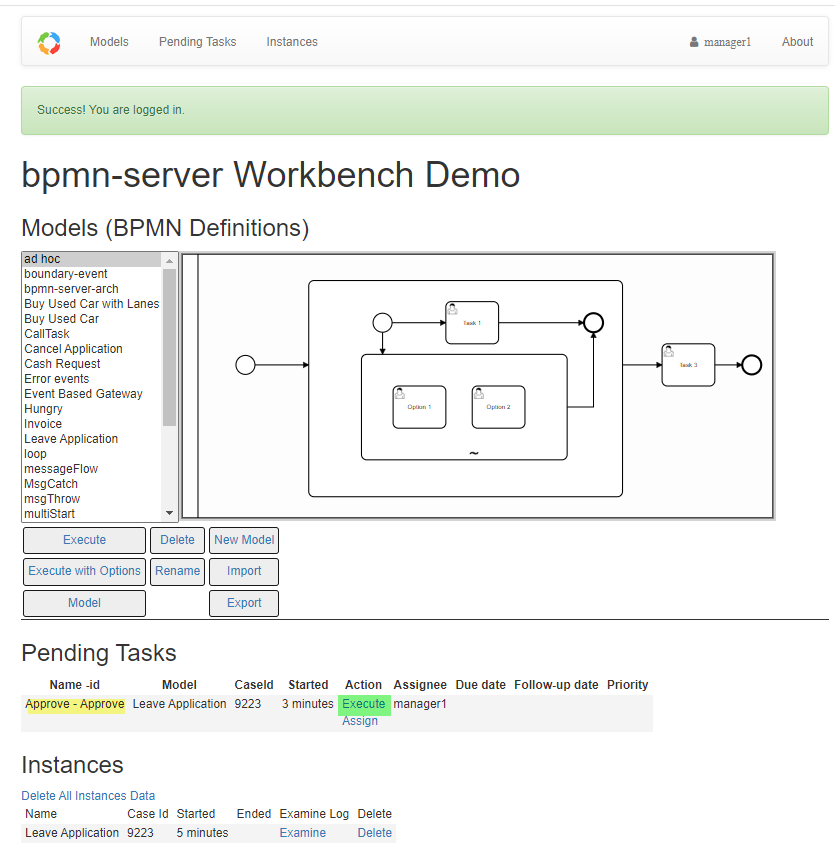 Models Pending Tasks Instances manager1 About
Success! You are logged in.
bpmn-server Workbench Demo
Models (BPMN Definitions)
ad hoc
boundary-event
bpmn-server-arch
Buy Used Car with Lanes
Buy Used Car
CallTask
Cancel Application
Cash Request
Error events
Event Based Gateway
Hungry
Invoice
Leave Application
loop
messageFlow
MsgCatch
msgThrow
multiStart
Task 1
Option 1 Option 2
~
Task 3
Execute Delete New Model
Execute with Options Rename Import
Model Export
Pending Tasks
Name -id Model CaseId Started Action Assignee Due date Follow-up date Priority
Approve - Approve Leave Application 9223 3 minutes Execute manager1
Assign
Instances
Delete All Instances Data
Name Case Id Started Ended Examine Log Delete
Leave Application 9223 5 minutes Examine Delete